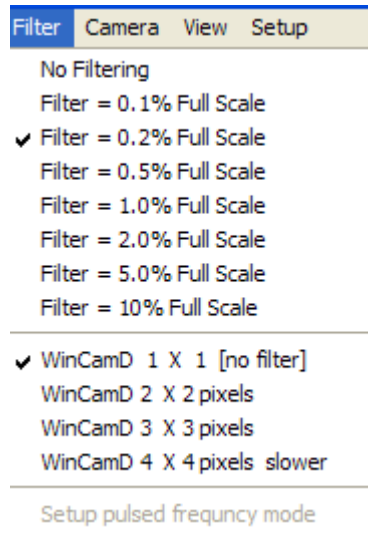 Filter Camera View Setup
No Filtering
Filter = 0.1% Full Scale
Filter = 0.2% Full Scale
Filter = 0.5% Full Scale
Filter = 1.0% Full Scale
Filter = 2.0% Full Scale
Filter = 5.0% Full Scale
Filter = 10% Full Scale
WinCamD 1 X 1 [no filter]
WinCamD 2 X 2 pixels
WinCamD 3 X 3 pixels
WinCamD 4 X 4 pixels slower
Setup pulsed frequncy mode